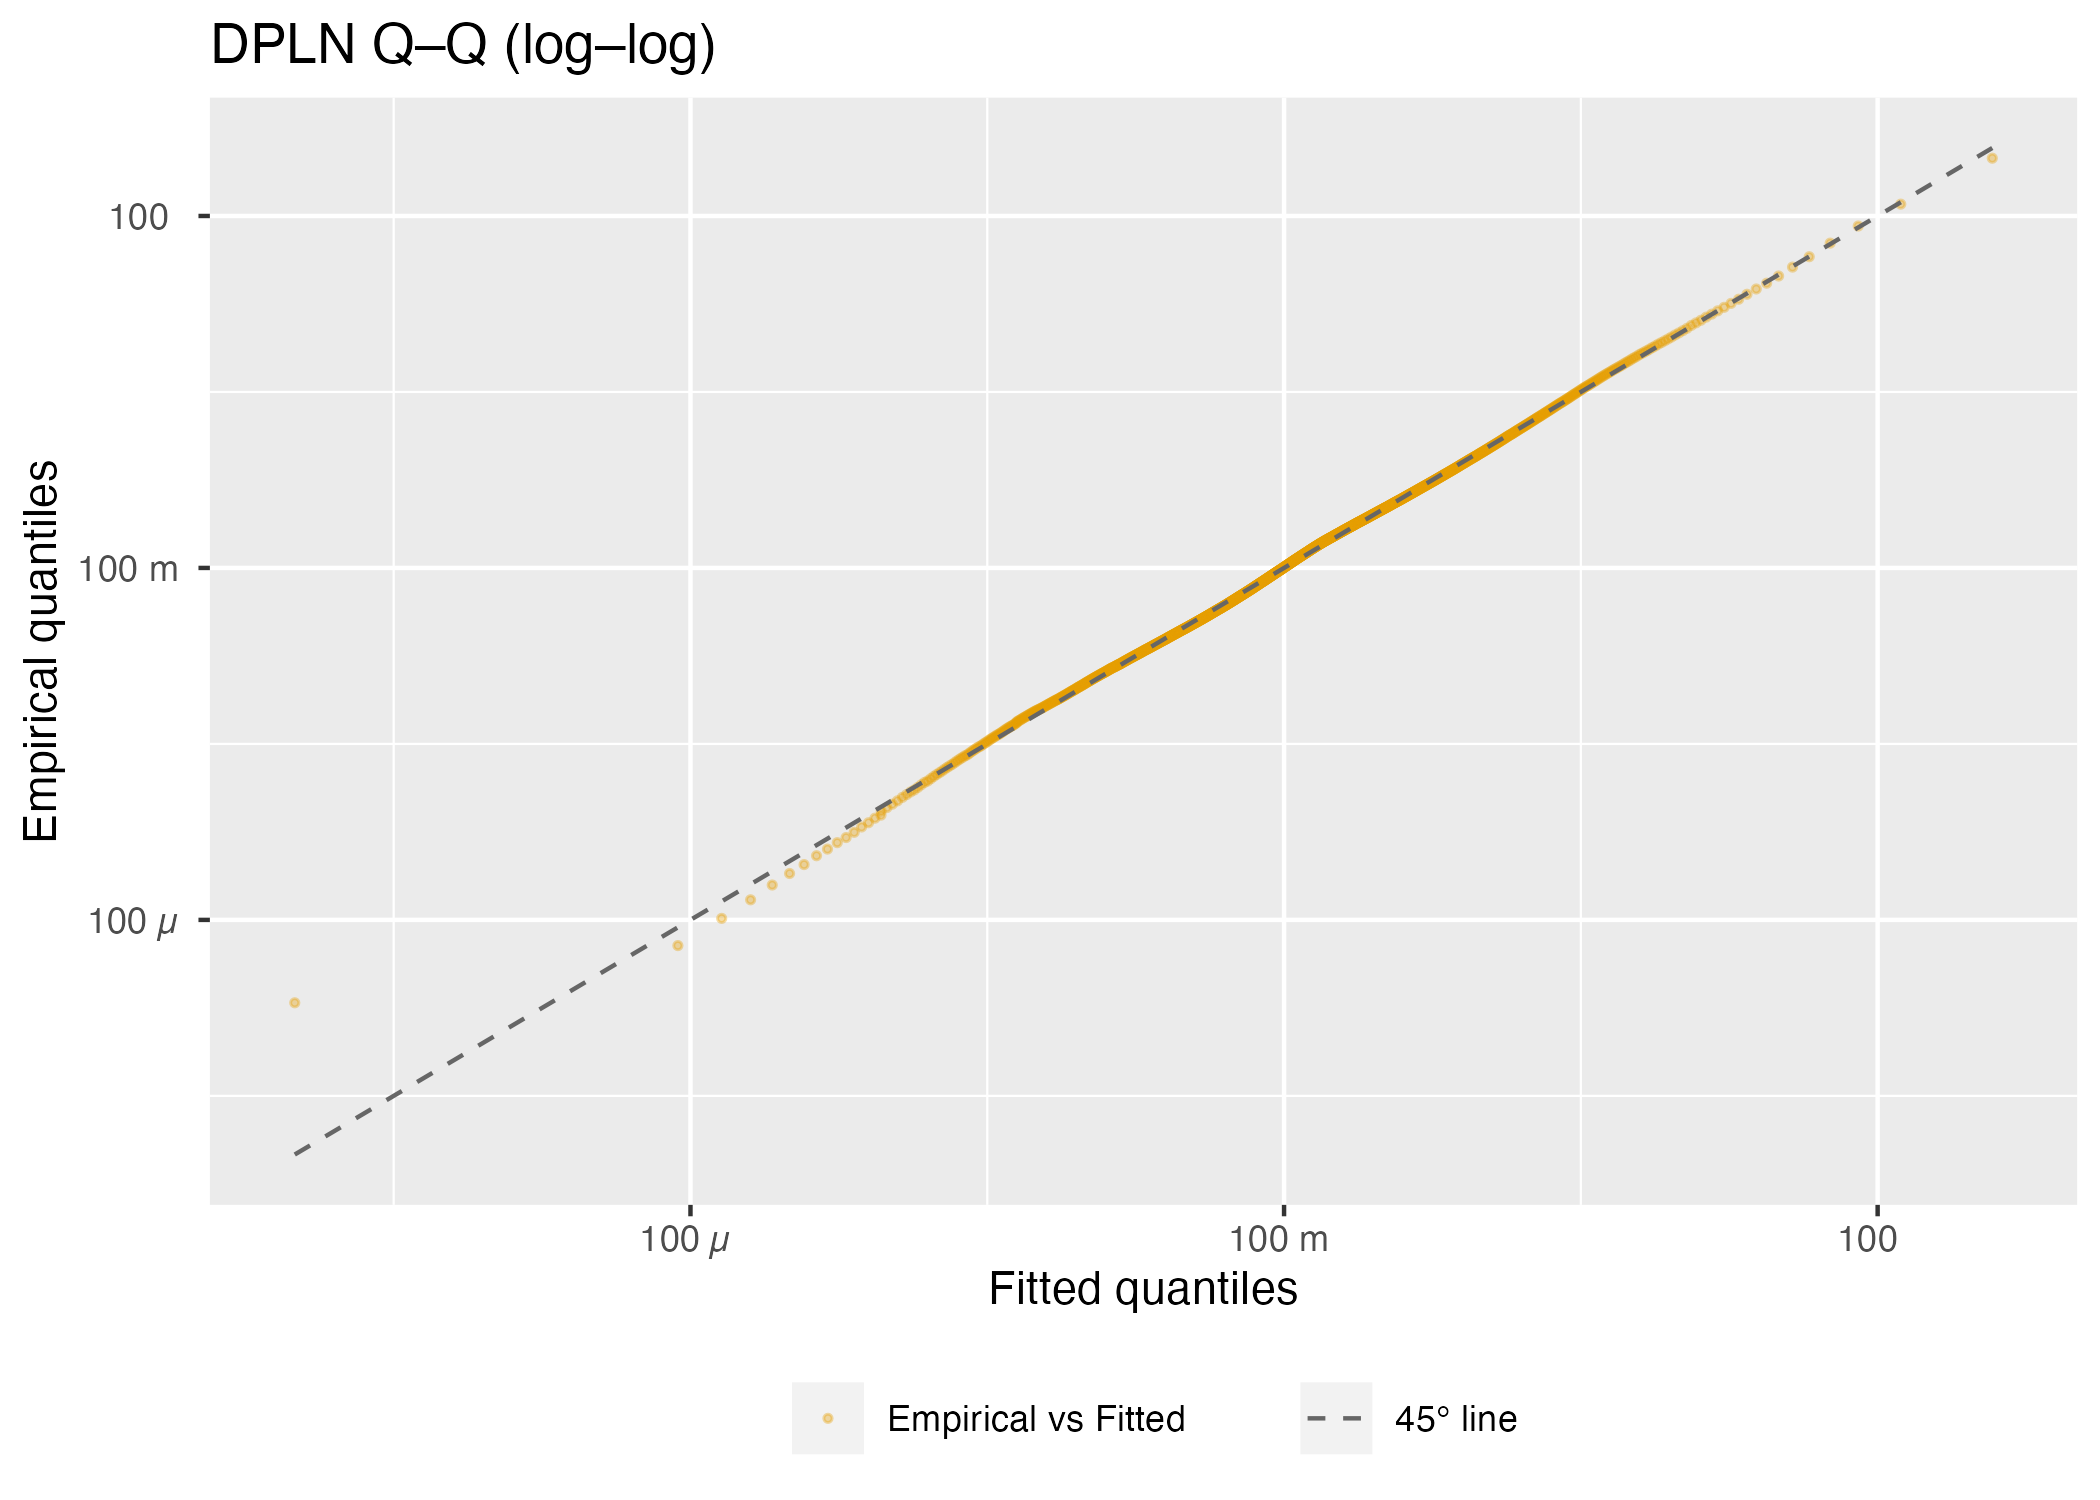 DPLN Q–Q (log–log)
Empirical quantiles
100
100 m
100 µ
100 µ
100 m
100
Fitted quantiles
Empirical vs Fitted
45° line